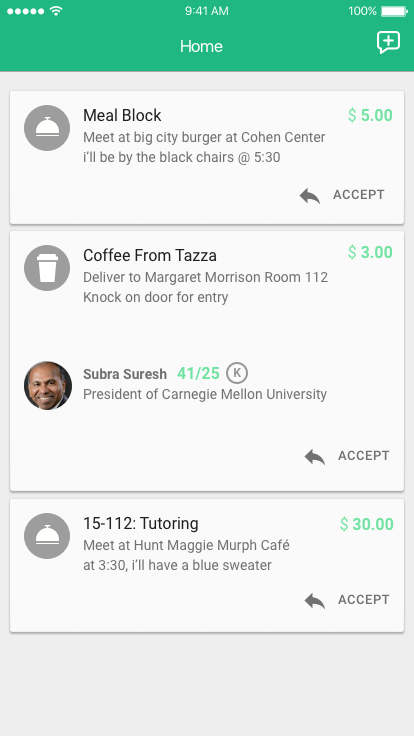 9:41 AM
100%
Home
Meal Block
$ 5.00
Meet at big city burger at Cohen Center
i'll be by the black chairs @ 5:30
ACCEPT
Coffee From Tazza
$ 3.00
Deliver to Margaret Morrison Room 112
Knock on door for entry
Subra Suresh 41/25 K
President of Carnegie Mellon University
ACCEPT
15-112: Tutoring
$ 30.00
Meet at Hunt Maggie Murph Café
at 3:30, i'll have a blue sweater
ACCEPT